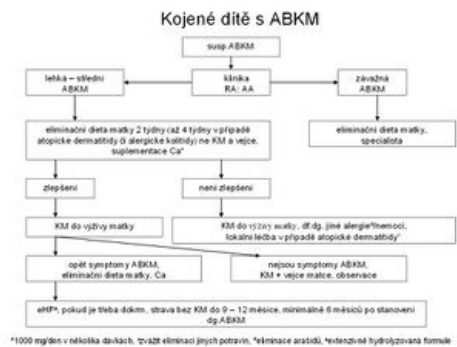 Kojené dítě s ABKM
susp.ABKM
lehká – střední
ABKM
klinika
RA; AA
závažná
ABKM
eliminační dieta matky 2 týdny (až 4 týdny v případě
atopické dermatitidy či alergické kolitidy) ne KM a vejce,
suplementace Ca*
eliminační dieta matky,
specialista
zlepšení
není zlepšení
KM do výživy matky
KM do výživy matky, df.dg. jiné alergie/nemoci,
lokální léčba v případě atopické dermatitidy
opět symptomy ABKM,
eliminační dieta matky, Ca
nejsou symptomy ABKM,
KM + vejce matce, observace
eHF, pokud je třeba dokrm, strava bez KM do 9 – 12 měsíce, minimálně 6 měsíců po stanovení
dg.ABKM
*1000 mg/den v několika dávkách, zvážit eliminaci jiných potravin, eliminace arašídů, extenzivně hydrolyzovaná formule